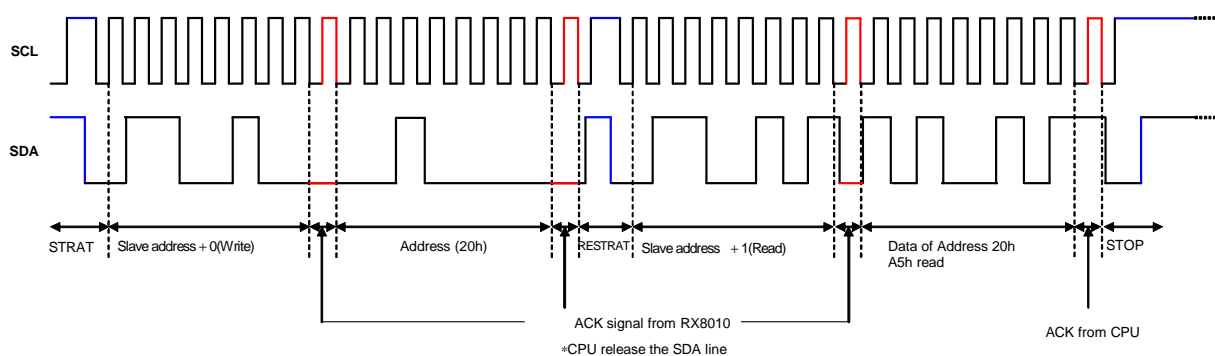 SCL
SDA
STRAT
Slave address + 0(Write)
Address (20h)
RESTRAT
Slave address + 1(Read)
Data of Address 20h
A5h read
STOP
ACK signal from RX8010
*CPU release the SDA line
ACK from CPU